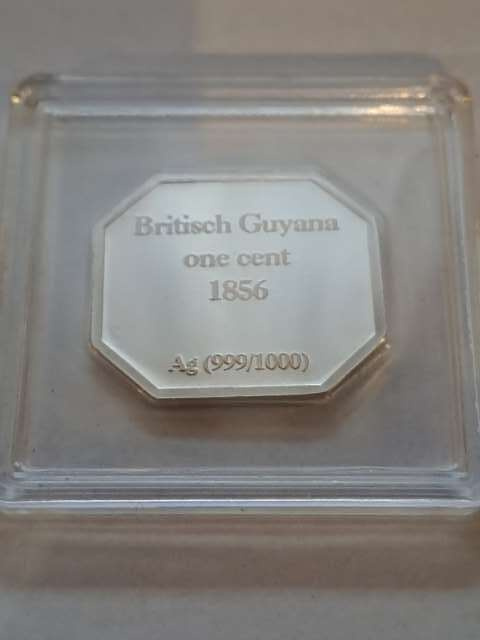 Britisch Guyana
one cent
1856
Ag (999/1000)